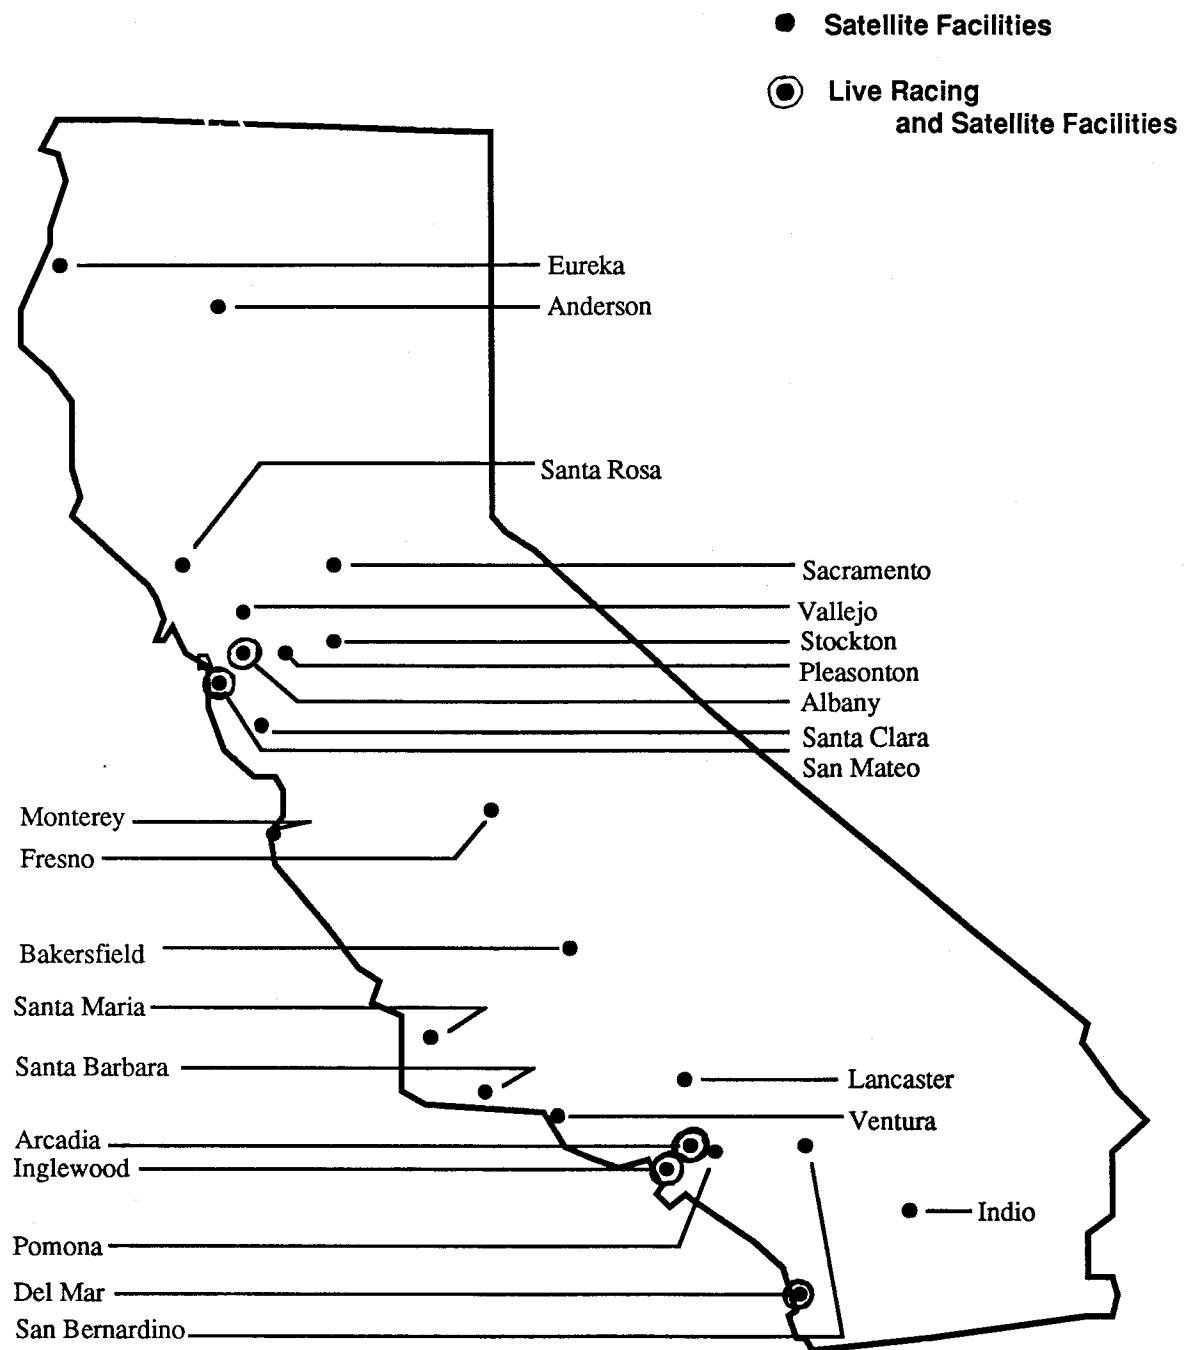 Satellite Facilities
Live Racing
and Satellite Facilities
Eureka
Anderson
Santa Rosa
Sacramento
Vallejo
Stockton
Pleasonton
Albany
Santa Clara
San Mateo
Monterey
Fresno
Bakersfield
Santa Maria
Santa Barbara
Lancaster
Ventura
Arcadia
Inglewood
Indio
Pomona
Del Mar
San Bernardino